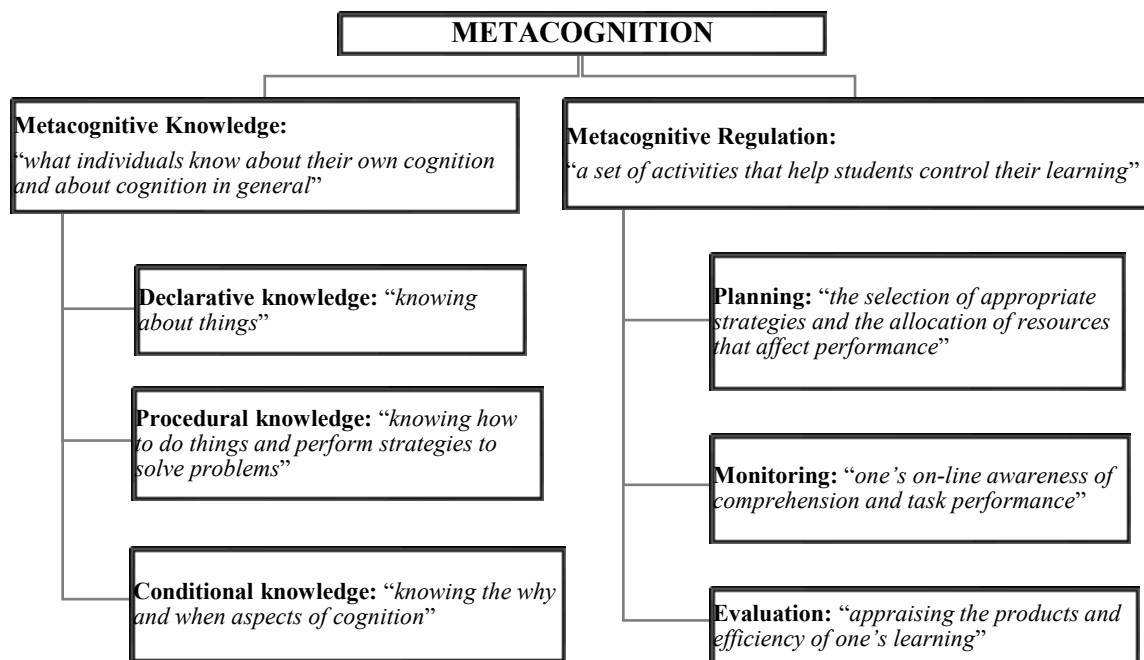 METACOGNITION
Metacognitive Knowledge:
“what individuals know about their own cognition
and about cognition in general”
Declarative knowledge: “knowing
about things”
Procedural knowledge: “knowing how
to do things and perform strategies to
solve problems”
Conditional knowledge: “knowing the why
and when aspects of cognition”
Metacognitive Regulation:
“a set of activities that help students control their learning”
Planning: “the selection of appropriate
strategies and the allocation of resources
that affect performance”
Monitoring: “one’s on-line awareness of
comprehension and task performance”
Evaluation: “appraising the products and
efficiency of one’s learning”